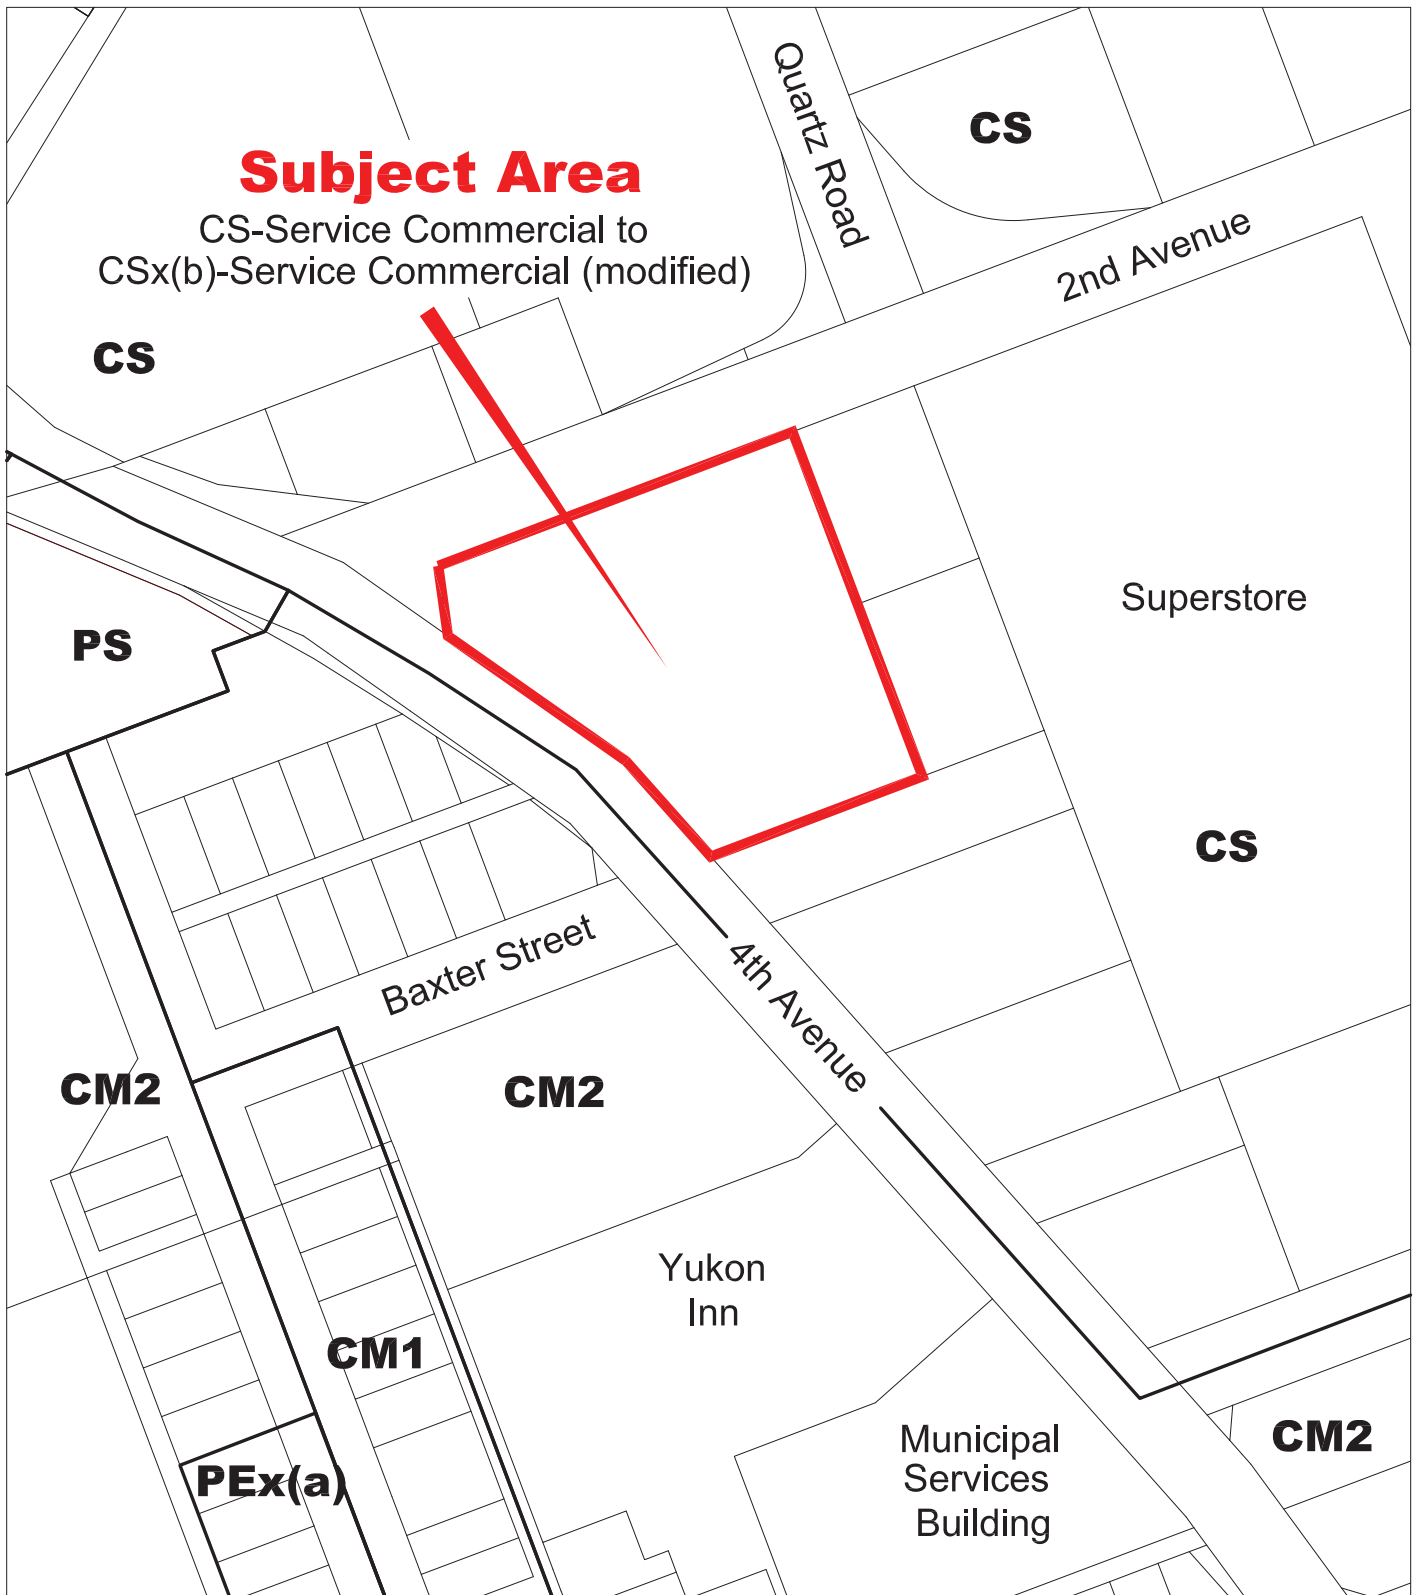 Quartz Road
CS
Subject Area
CS-Service Commercial to
CSx(b)-Service Commercial (modified)
2nd Avenue
CS
Superstore
PS
CS
Baxter Street
4th Avenue
CM2
CM2
Yukon
Inn
CM1
Municipal
Services
Building
CM2
PEx(a)